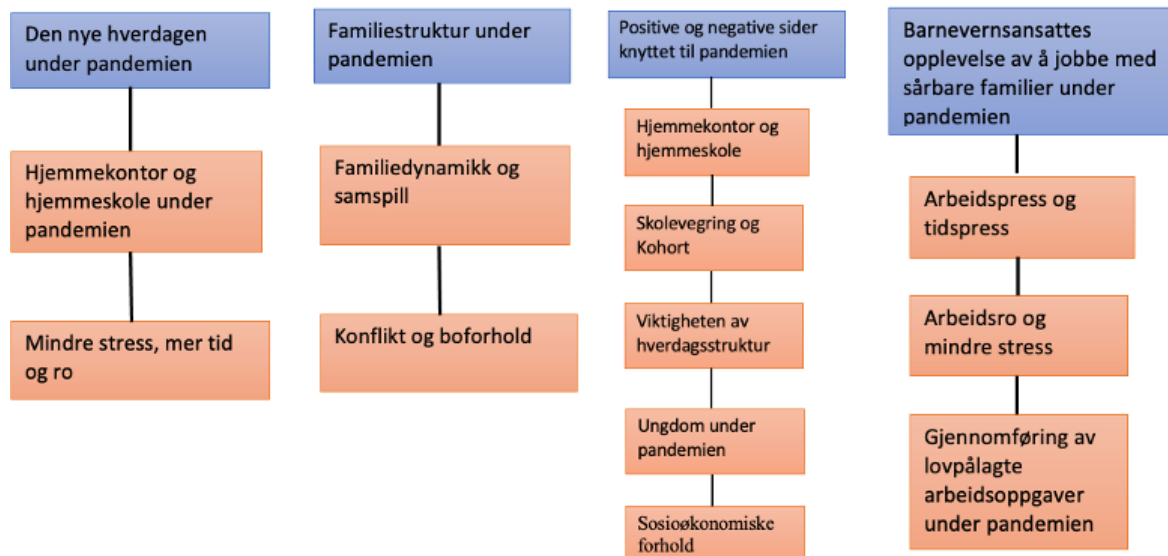 Den nye hverdagen
under pandemien
Hjemmekontor og
hjemmeskole under
pandemien
Mindre stress, mer tid
og ro
Familiestruktur under
pandemien
Familiedynamikk og
samspill
Konflikt og boforhold
Positive og negative sider
knyttet til pandemien
Hjemmekontor og
hjemmeskole
Skolevegring og
Kohort
Viktigheten av
hverdagsstruktur
Ungdom under
pandemien
Sosioøkonomiske
forhold
Barnevernsansattes
opplevelse av å jobbe med
sårbare familier under
pandemien
Arbeidspress og
tidspress
Arbeidsro og
mindre stress
Gjennomføring av
lovpålagte
arbeidsoppgaver
under pandemien